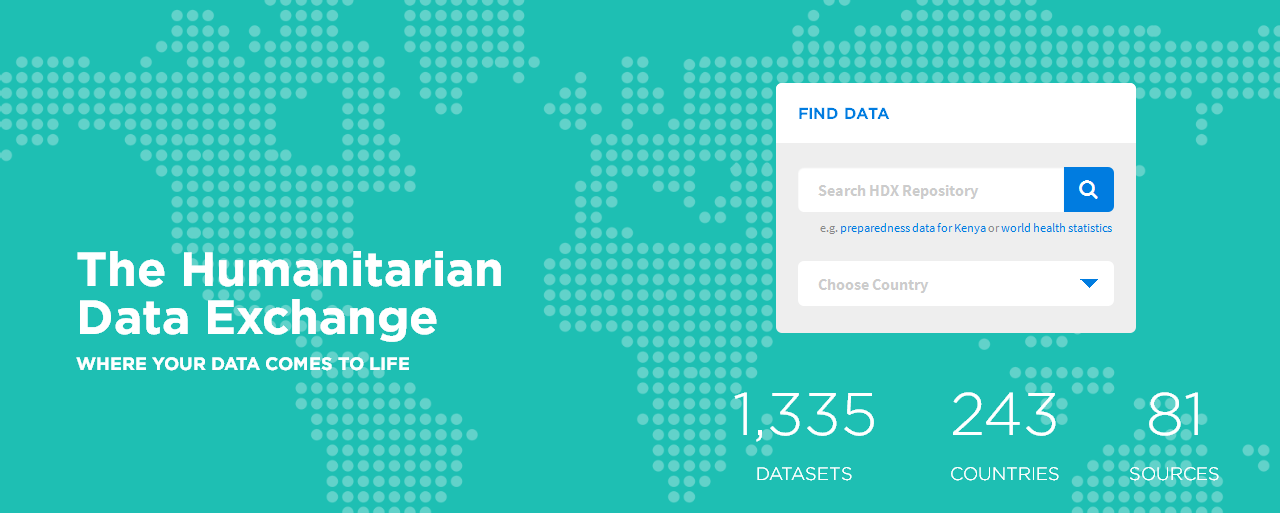 The Humanitarian
Data Exchange
WHERE YOUR DATA COMES TO LIFE
FIND DATA
Search HDX Repository
e.g. preparedness data for Kenya or world health statistics
Choose Country
1,335
DATASETS
243
COUNTRIES
81
SOURCES